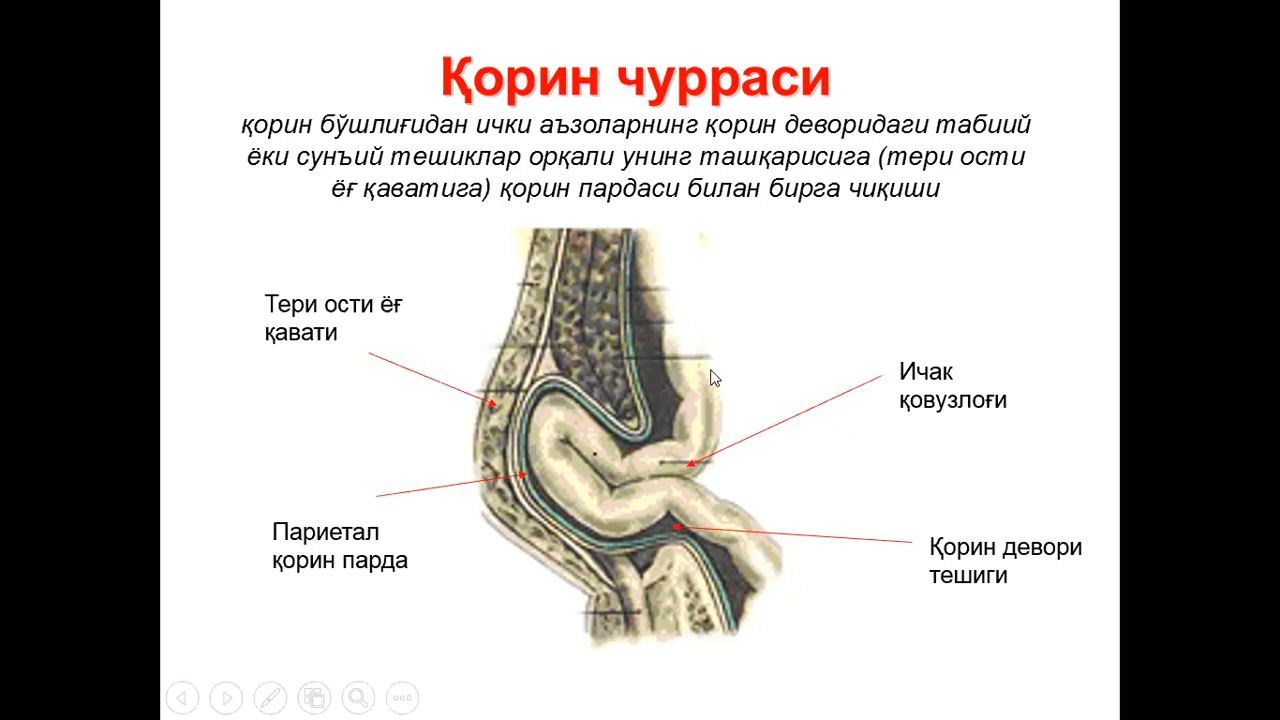 Қорин чурраси
қорин бўшлиғидан ички аъзоларнинг қорин деворидаги табиий
ёки сунъий тешиклар орқали унинг ташқарисига (тери ости
ёғ қаватига) қорин пардаси билан бирга чиқиши
Тери ости ёғ
қавати
Ичак
қовузлоғи
Париетал
қорин парда
Қорин девори
тешиги